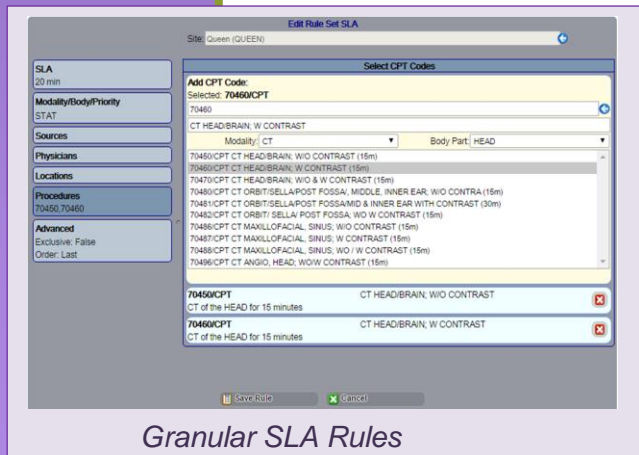 Edit Rule Set SLA
Site: Queen (QUEEN)
SLA
20 min
Modality/Body/Priority
STAT
Sources
Physicians
Locations
Procedures
70450,70460
Advanced
Exclusive: False
Order: Last
Select CPT Codes
Add CPT Code:
Selected: 70460/CPT
70460
CT HEAD/BRAIN; W CONTRAST
Modality: CT Body Part: HEAD
70450/CPT CT HEAD/BRAIN; W/O CONTRAST (15m)
70460/CPT CT HEAD/BRAIN; W CONTRAST (15m)
70470/CPT CT HEAD/BRAIN; W/O & W CONTRAST (15m)
70480/CPT CT ORBIT/SELLA/POST FOSSA/, MIDDLE, INNER EAR; W/O CONTRA (15m)
70481/CPT CT ORBIT/SELLA/POST FOSSA/MID & INNER EAR WITH CONTRAST (30m)
70482/CPT CT ORBIT/ SELLA/ POST FOSSA; WO W CONTRAST (15m)
70486/CPT CT MAXILLOFACIAL, SINUS; W/O CONTRAST (15m)
70487/CPT CT MAXILLOFACIAL, SINUS; W CONTRAST (15m)
70488/CPT CT MAXILLOFACIAL, SINUS; WO / W CONTRAST (15m)
70496/CPT CT ANGIO, HEAD; WO/W CONTRAST (15m)
70450/CPT CT HEAD/BRAIN; W/O CONTRAST
CT of the HEAD for 15 minutes
70460/CPT CT HEAD/BRAIN; W CONTRAST
CT of the HEAD for 15 minutes
Save Rule Cancel
Granular SLA Rules